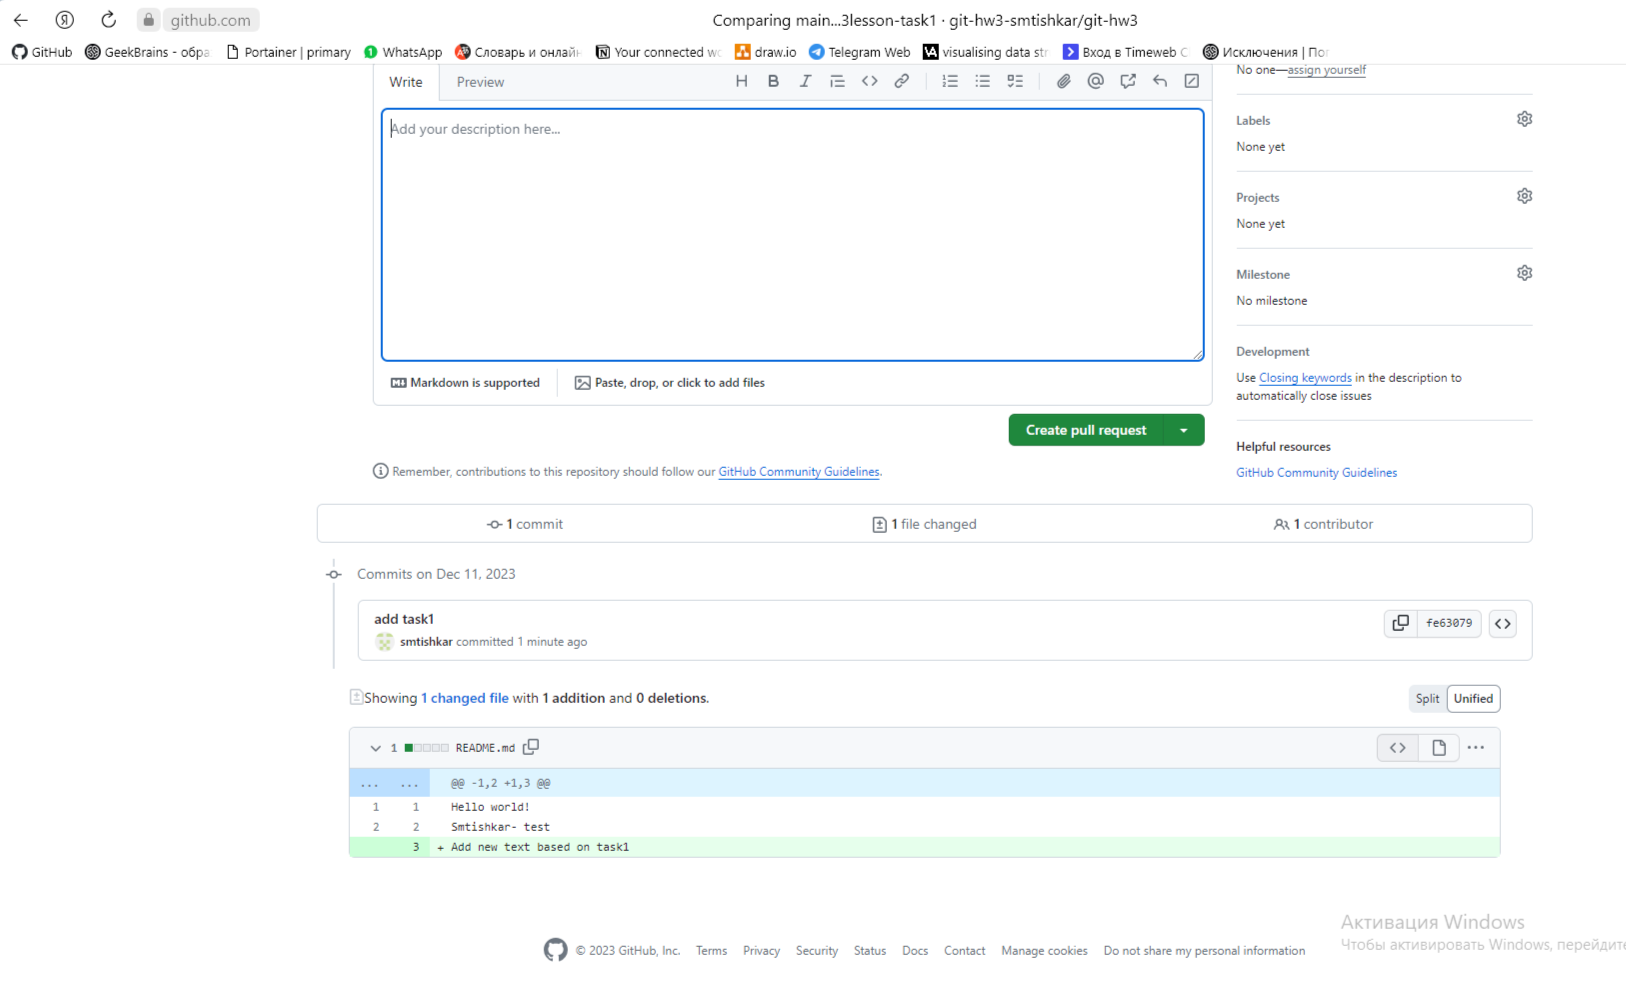 github.com
Comparing main...3lesson-task1 · git-hw3-smtishkar/git-hw3
GitHub GeekBrains - обра Portainer | primary WhatsApp Словарь и онлайн Your connected wo draw.io Telegram Web visualising data str Вход в Timeweb C Исключения | Пог
Write Preview
No one—assign yourself
Add your description here...
Labels
None yet
Projects
None yet
Milestone
No milestone
Development
Use Closing keywords in the description to
automatically close issues
Markdown is supported Paste, drop, or click to add files
Create pull request
Helpful resources
GitHub Community Guidelines
Remember, contributions to this repository should follow our GitHub Community Guidelines.
1 commit 1 file changed 1 contributor
Commits on Dec 11, 2023
add task1
smtishkar committed 1 minute ago
fe63079
Showing 1 changed file with 1 addition and 0 deletions.
Split Unified
1 README.md
... ... @@ -1,2 +1,3 @@
1 1 Hello world!
2 2 Smtishkar- test
3 + Add new text based on task1
© 2023 GitHub, Inc. Terms Privacy Security Status Docs Contact Manage cookies Do not share my personal information
Активация Windows
Чтобы активировать Windows, перейдите